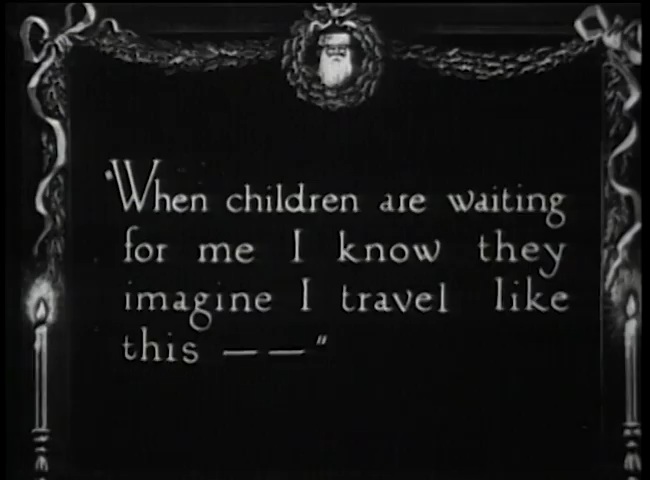 "When children are waiting
for me I know they
imagine I travel like
this — — "